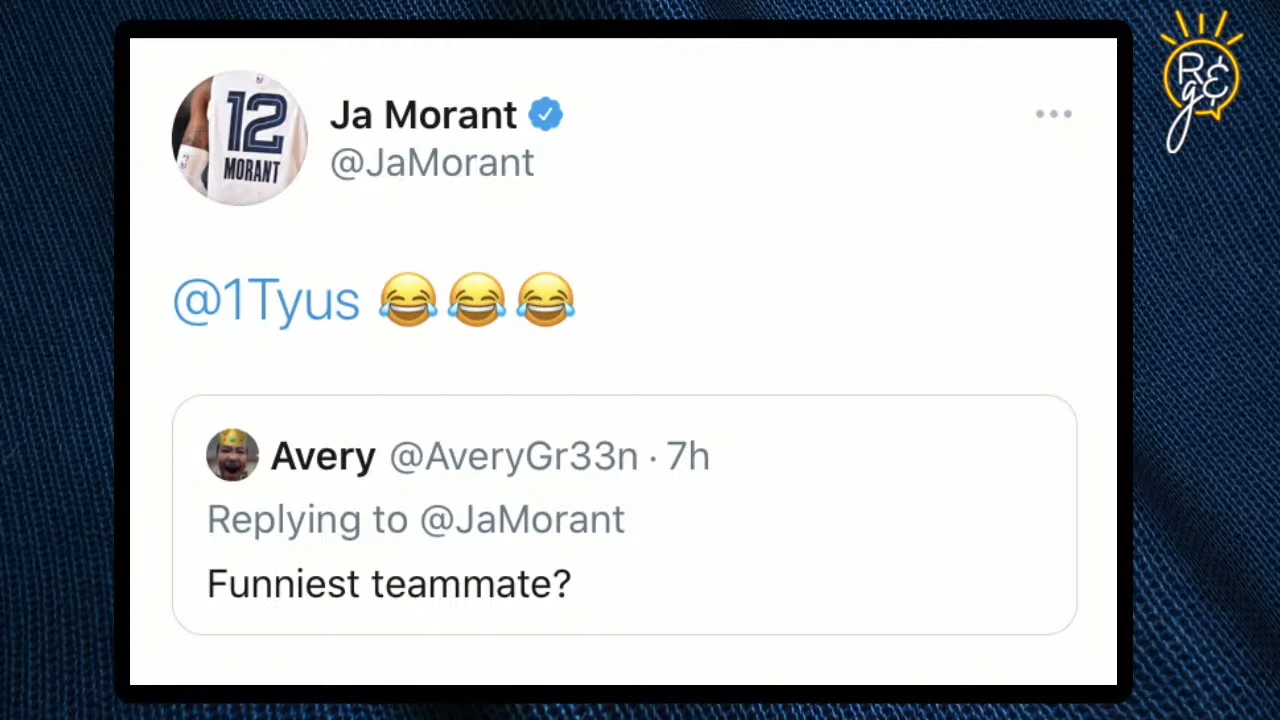 R&
g
12
MORANT
Ja Morant
@JaMorant
@1Tyus 😂😂😂
Avery @AveryGr33n · 7h
Replying to @JaMorant
Funniest teammate?